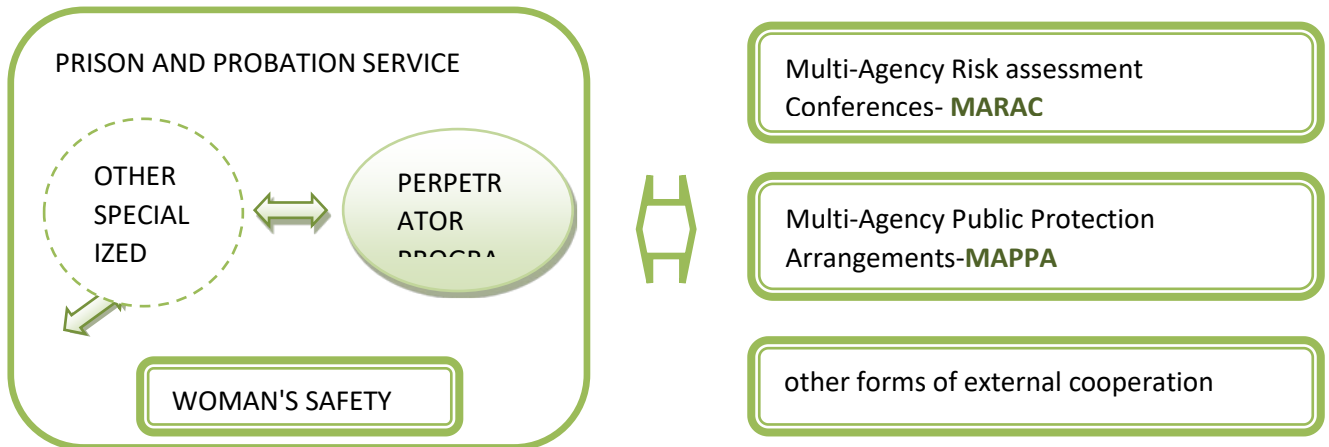 PRISON AND PROBATION SERVICE
OTHER
SPECIAL
IZED
PERPETR
ATOR
PROGRA
WOMAN'S SAFETY
Multi-Agency Risk assessment
Conferences- MARAC
Multi-Agency Public Protection
Arrangements-MAPPA
other forms of external cooperation